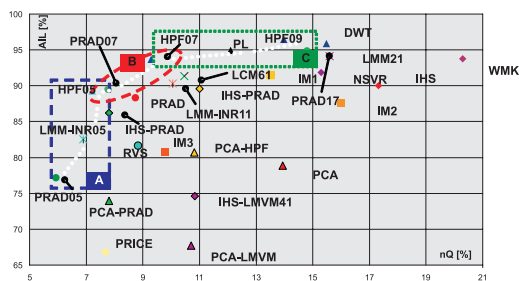 AIL [%]
100
95
90
85
80
75
70
65
5
7
9
11
13
15
17
19
21
nQ [%]
PRAD07
HPF07
PL
HPF09
DWT
B
C
LMM21
WMK
HPF05
PRAD
LCM61
IHS-PRAD
IM1
PRAD17
NSVR
IHS
LMM-INR05
IHS-PRAD
LMM-INR11
IM2
RVS
IM3
PCA-HPF
PCA
A
PRAD05
PCA-PRAD
IHS-LMVM41
PRICE
PCA-LMVM